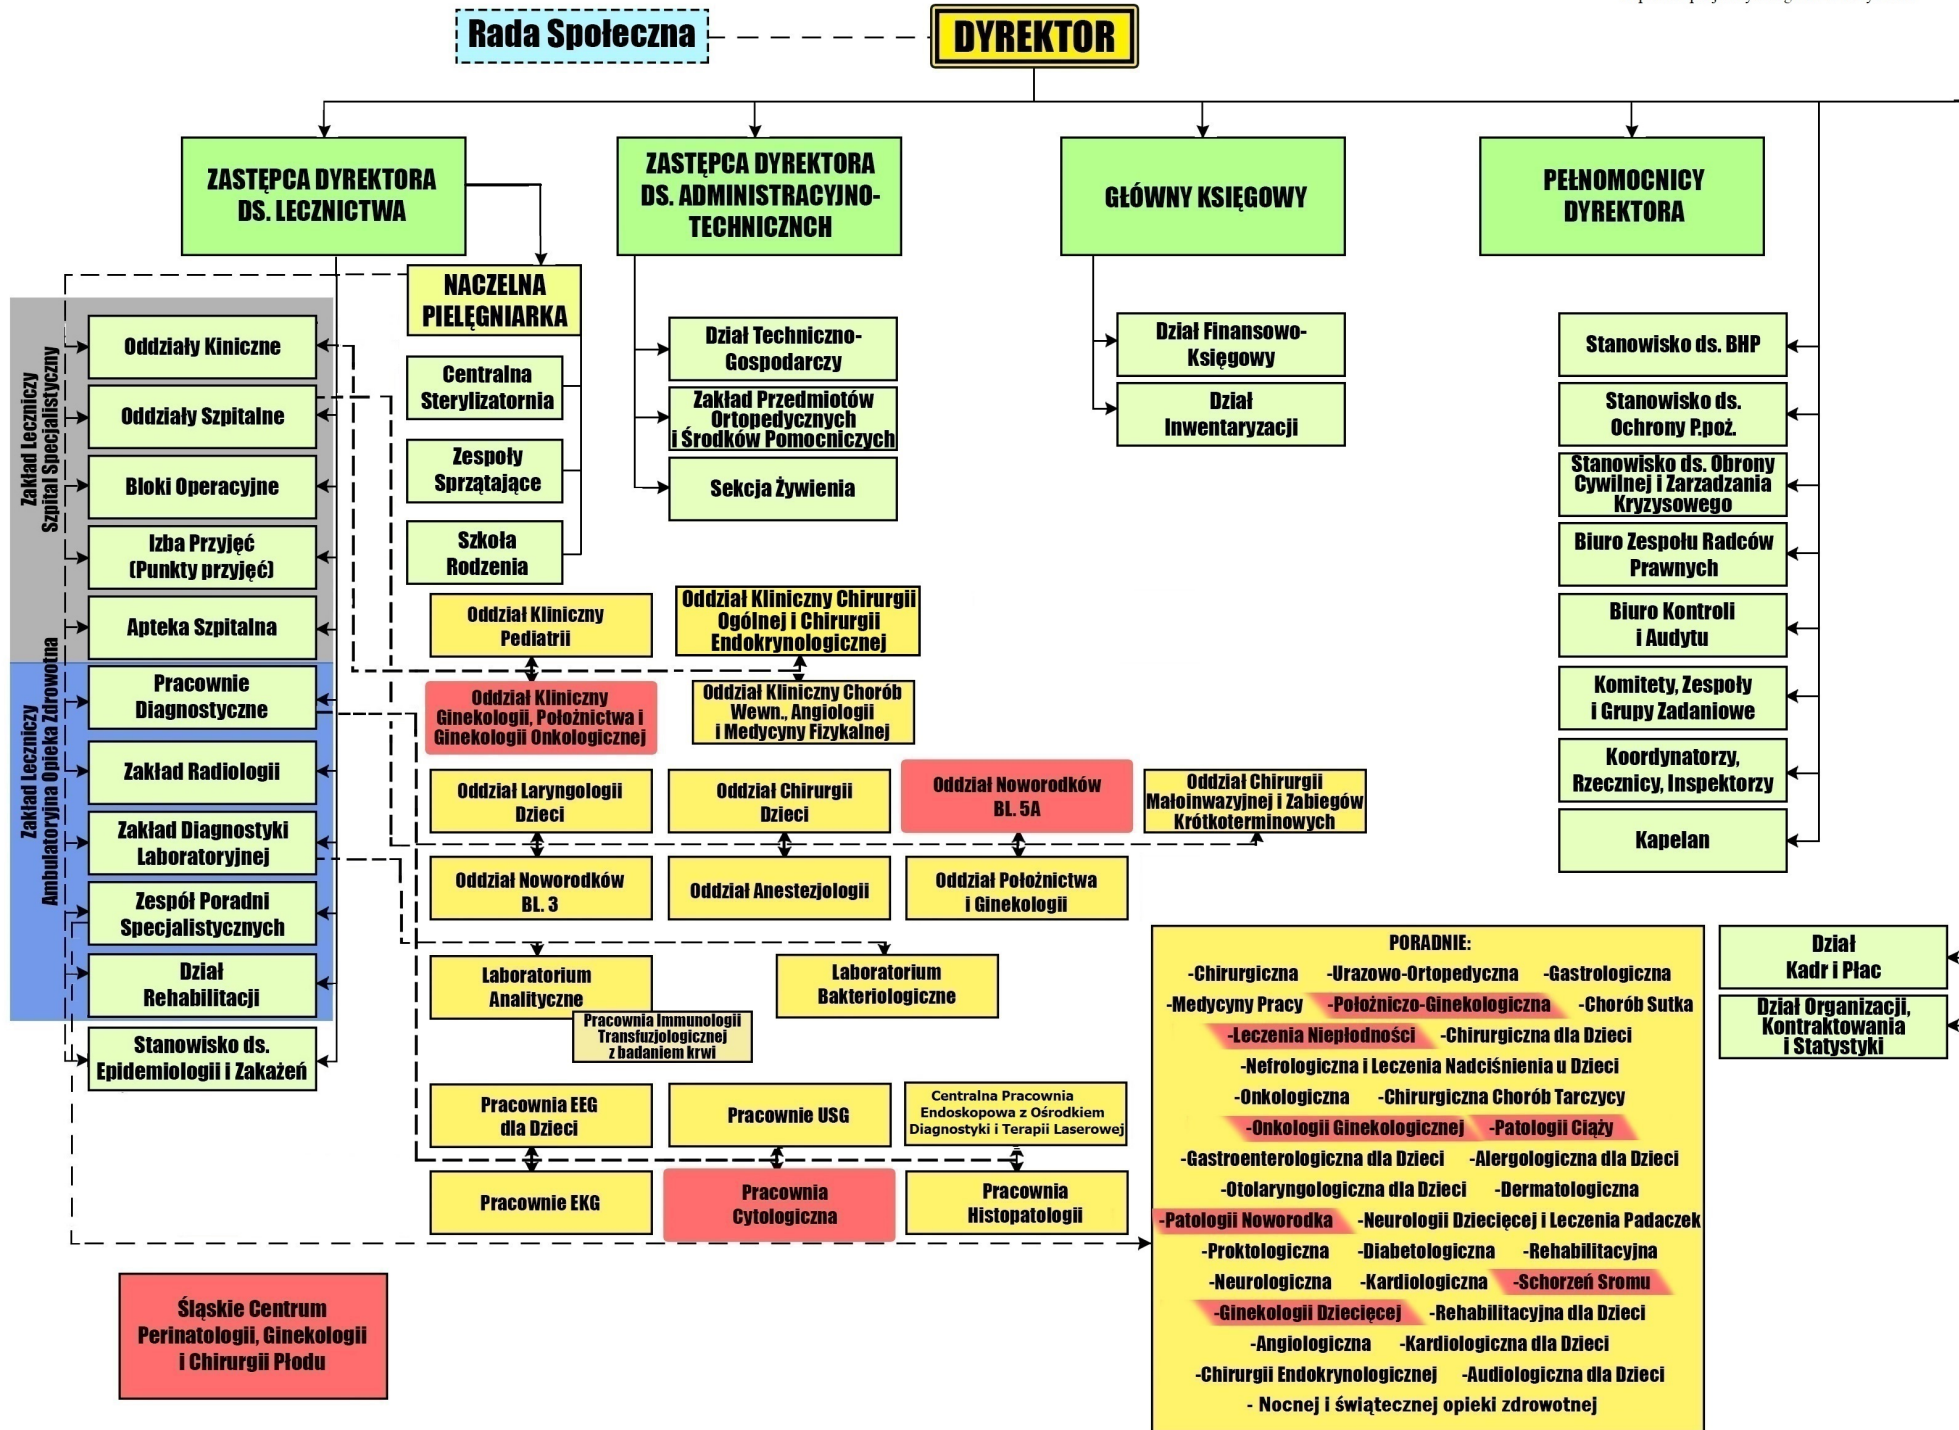 Rada Społeczna
DYREKTOR
ZASTĘPCA DYREKTORA
DS. LECZNICTWA
ZASTĘPCA DYREKTORA
DS. ADMINISTRACYJNO-
TECHNICZNCH
GŁÓWNY KSIĘGOWY
PEŁNOMOCNICY
DYREKTORA
NACZELNA
PIELĘGNIARKA
Zakład Leczniczy
Szpital Specjalistyczny
Oddziały Kiniczne
Oddziały Szpitalne
Bloki Operacyjne
Izba Przyjęć
(Punkty przyjęć)
Apteka Szpitalna
Zakład Leczniczy
Ambulatoryjna Opieka Zdrowotna
Pracownie
Diagnostyczne
Zakład Radiologii
Zakład Diagnostyki
Laboratoryjnej
Zespół Poradni
Specjalistycznych
Dział
Rehabilitacji
Stanowisko ds.
Epidemiologii i Zakażeń
Centralna
Sterylizatornia
Zespoły
Sprzątające
Szkoła
Rodzenia
Dział Techniczno-
Gospodarczy
Zakład Przedmiotów
Ortopedycznych
i Środków Pomocniczych
Sekcja Żywienia
Dział Finansowo-
Księgowy
Dział
Inwentaryzacji
Stanowisko ds. BHP
Stanowisko ds.
Ochrony P.poż.
Stanowisko ds. Obrony
Cywilnej i Zarzadzania
Kryzysowego
Biuro Zespołu Radców
Prawnych
Biuro Kontroli
i Audytu
Komitety, Zespoły
i Grupy Zadaniowe
Koordynatorzy,
Rzecznicy, Inspektorzy
Kapelan
Oddział Kliniczny
Pediatrii
Oddział Kliniczny Chirurgii
Ogólnej i Chirurgii
Endokrynologicznej
Oddział Kliniczny
Ginekologii, Położnictwa i
Ginekologii Onkologicznej
Oddział Kliniczny Chorób
Wewn., Angiologii
i Medycyny Fizykalnej
Oddział Laryngologii
Dzieci
Oddział Chirurgii
Dzieci
Oddział Noworodków
BL. 5A
Oddział Chirurgii
Małoinwazyjnej i Zabiegów
Krótkoterminowych
Oddział Noworodków
BL. 3
Oddział Anestezjologii
Oddział Położnictwa
i Ginekologii
Laboratorium
Analityczne
Pracownia Immunologii
Transfuzjologicznej
z badaniem krwi
Laboratorium
Bakteriologiczne
Pracownia EEG
dla Dzieci
Pracownie USG
Centralna Pracownia
Endoskopowa z Ośrodkiem
Diagnostyki i Terapii Laserowej
Pracownie EKG
Pracownia
Cytologiczna
Pracownia
Histopatologii
PORADNIE:
-Chirurgiczna -Urazowo-Ortopedyczna -Gastrologiczna
-Medycyny Pracy -Położniczo-Ginekologiczna -Chorób Sutka
-Leczenia Niepłodności -Chirurgiczna dla Dzieci
-Nefrologiczna i Leczenia Nadciśnienia u Dzieci
-Onkologiczna -Chirurgiczna Chorób Tarczycy
-Onkologii Ginekologicznej -Patologii Ciąży
-Gastroenterologiczna dla Dzieci -Alergologiczna dla Dzieci
-Otolaryngologiczna dla Dzieci -Dermatologiczna
-Patologii Noworodka -Neurologii Dziecięcej i Leczenia Padaczek
-Proktologiczna -Diabetologiczna -Rehabilitacyjna
-Neurologiczna -Kardiologiczna -Schorzeń Sromu
-Ginekologii Dziecięcej -Rehabilitacyjna dla Dzieci
-Angiologiczna -Kardiologiczna dla Dzieci
-Chirurgii Endokrynologicznej -Audiologiczna dla Dzieci
- Nocnej i świątecznej opieki zdrowotnej
Dział
Kadr i Płac
Dział Organizacji,
Kontraktowania
i Statystyki
Śląskie Centrum
Perinatologii, Ginekologii
i Chirurgii Płodu